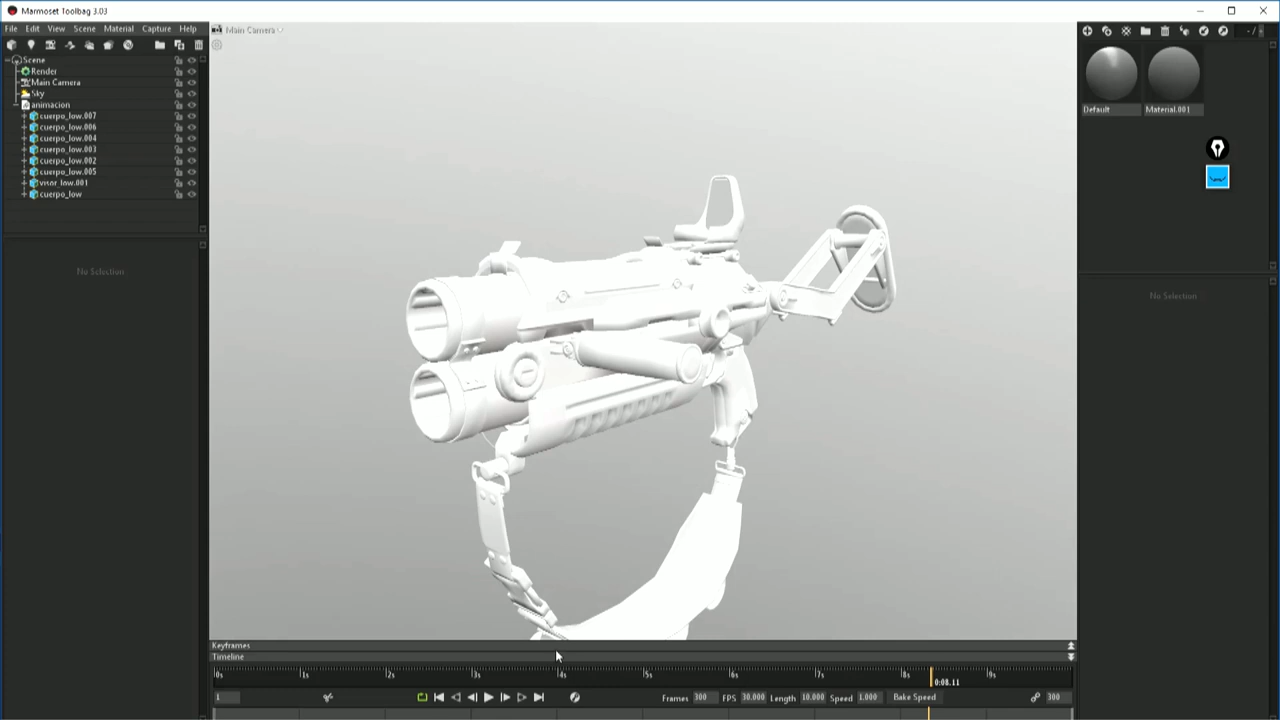 Marmoset Toolbag 3.03
File Edit View Scene Material Capture Help
Main Camera
Scene
Render
Main Camera
Sky
animacion
cuerpo_low.007
cuerpo_low.006
cuerpo_low.004
cuerpo_low.003
cuerpo_low.002
cuerpo_low.005
visor_low.001
cuerpo_low
No Selection
Default Material.001
No Selection
Keyframes
Timeline
0s 1s 2s 3s 4s 5s 6s 7s 8s 9s
0:08.11
1 Frames 300 FPS 30.000 Length 10.000 Speed 1.000 Bake Speed 300